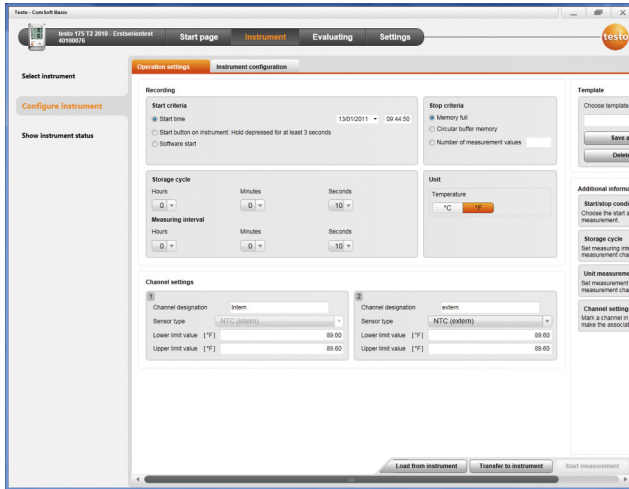 Testo - ComSoft Basic
testo 175 T2 2010 - Erstserientest
40100076
Start page
Instrument
Evaluating
Settings
testo
Select instrument
Configure instrument
Show instrument status
Operation settings
Instrument configuration
Recording
Start criteria
Start time
13/01/2011
09:44:50
Start button on instrument: Hold depressed for at least 3 seconds
Software start
Stop criteria
Memory full
Circular buffer memory
Number of measurement values
Storage cycle
Hours
Minutes
Seconds
0
0
10
Measuring interval
Hours
Minutes
Seconds
0
0
10
Unit
Temperature
°C
°F
Channel settings
1
Channel designation
Intern
Sensor type
NTC (intern)
Lower limit value [°F]
89.60
Upper limit value [°F]
89.60
2
Channel designation
extern
Sensor type
NTC (extern)
Lower limit value [°F]
89.60
Upper limit value [°F]
89.60
Template
Choose template
Save a
Delete
Additional informa
Start/stop condi
Choose the start a
measurement.
Storage cycle
Set measuring inte
measurement cha
Unit measureme
Set measurement
measurement cha
Channel setting
Mark a channel in
make the associat
Load from instrument
Transfer to instrument
Start measurement